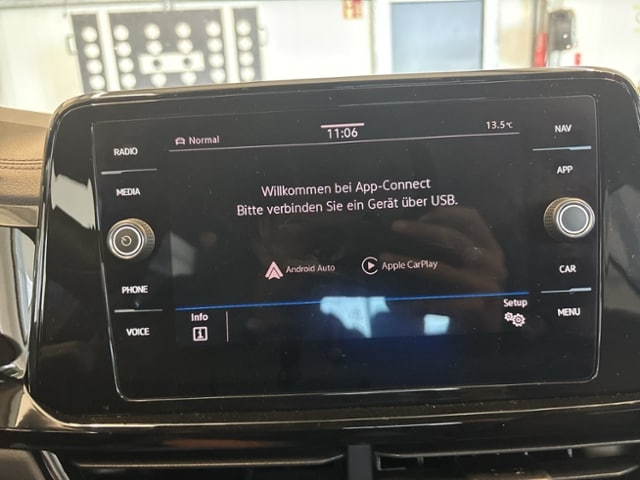 Normal
11:06
13.5°C
RADIO
MEDIA
PHONE
VOICE
NAV
APP
CAR
MENU
Willkommen bei App-Connect
Bitte verbinden Sie ein Gerät über USB.
Android Auto
Apple CarPlay
Info
Setup